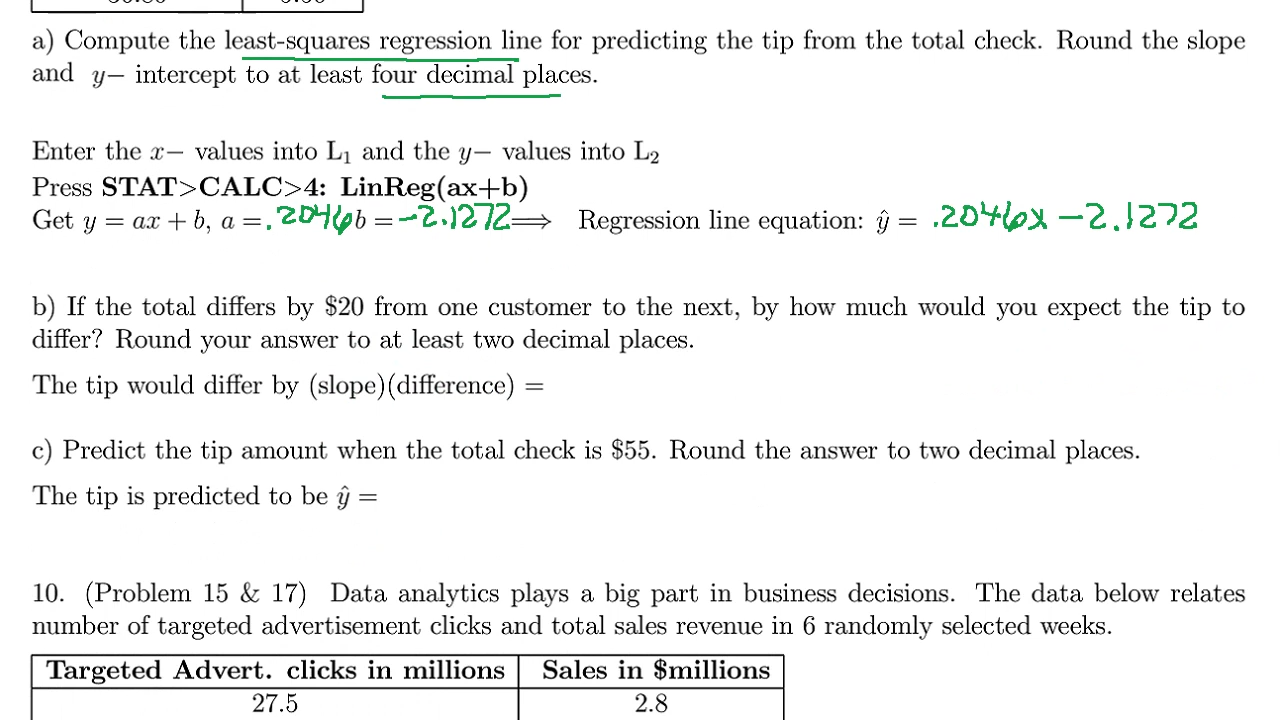 a) Compute the least-squares regression line for predicting the tip from the total check. Round the slope
and y− intercept to at least four decimal places.
Enter the x− values into L₁ and the y− values into L₂
Press STAT>CALC>4: LinReg(ax+b)
Get y = ax + b, a = .2046 b = −2.1272 ⟹ Regression line equation: ŷ = .2046x −2.1272
b) If the total differs by $20 from one customer to the next, by how much would you expect the tip to
differ? Round your answer to at least two decimal places.
The tip would differ by (slope)(difference) =
c) Predict the tip amount when the total check is $55. Round the answer to two decimal places.
The tip is predicted to be ŷ =
10. (Problem 15 & 17) Data analytics plays a big part in business decisions. The data below relates
number of targeted advertisement clicks and total sales revenue in 6 randomly selected weeks.
Targeted Advert. clicks in millions Sales in $millions
27.5 2.8